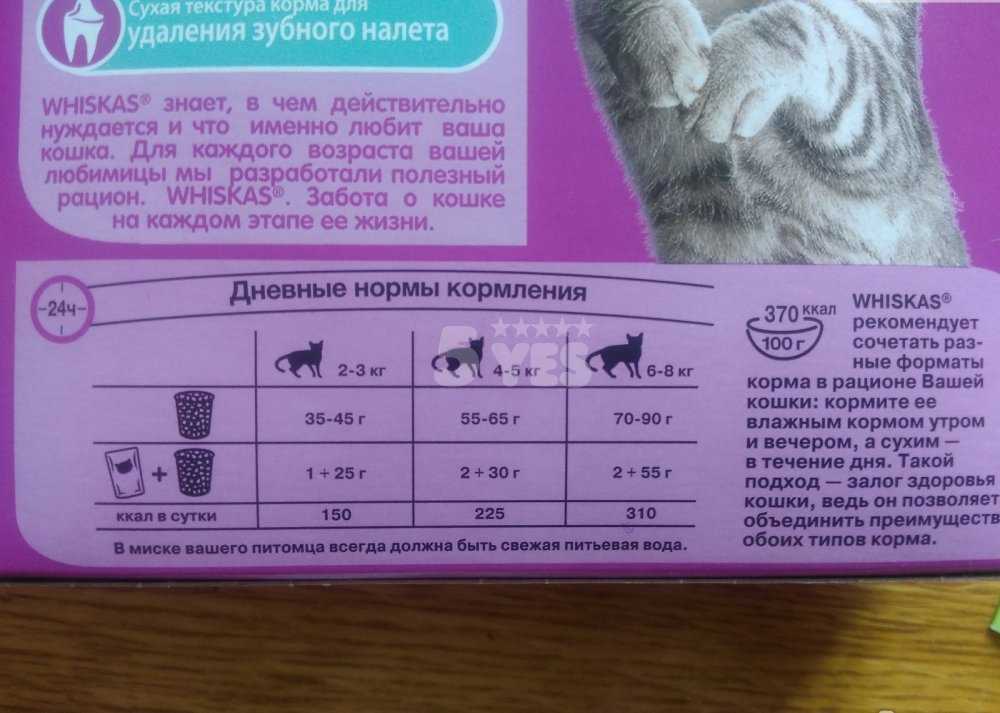 Сухая текстура корма для
удаления зубного налета
WHISKAS® знает, в чем действительно
нуждается и что именно любит ваша
кошка. Для каждого возраста вашей
любимицы мы разработали полезный
рацион. WHISKAS®. Забота о кошке
на каждом этапе ее жизни.
24ч
Дневные нормы кормления
2-3 кг 4-5 кг 6-8 кг
35-45 г 55-65 г 70-90 г
+ 1 + 25 г 2 + 30 г 2 + 55 г
ккал в сутки 150 225 310
В миске вашего питомца всегда должна быть свежая питьевая вода.
5 YES
370 ккал
100 г
WHISKAS®
рекомендует
сочетать раз-
ные форматы
корма в рационе Вашей
кошки: кормите ее
влажным кормом утром
и вечером, а сухим —
в течение дня. Такой
подход — залог здоровья
кошки, ведь он позволяет
объединить преимуществ
обоих типов корма.